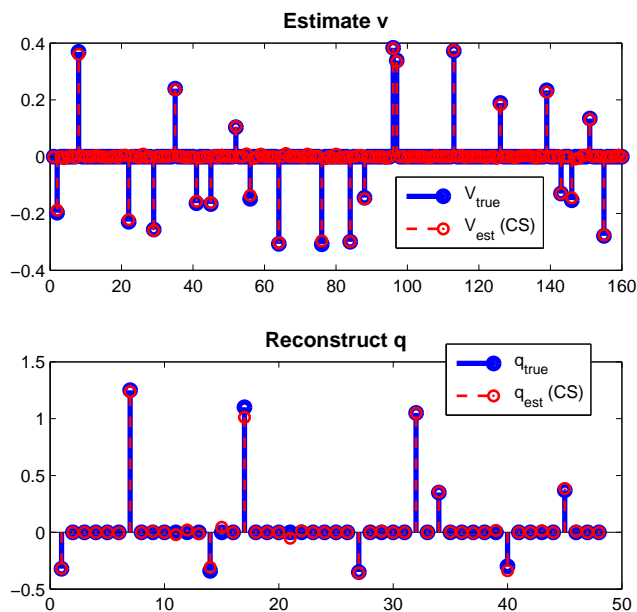 Estimate v
0.4
0.2
0
−0.2
−0.4
0 20 40 60 80 100 120 140 160
V_true
V_est (CS)
Reconstruct q
1.5
1
0.5
0
−0.5
0 10 20 30 40 50
q_true
q_est (CS)